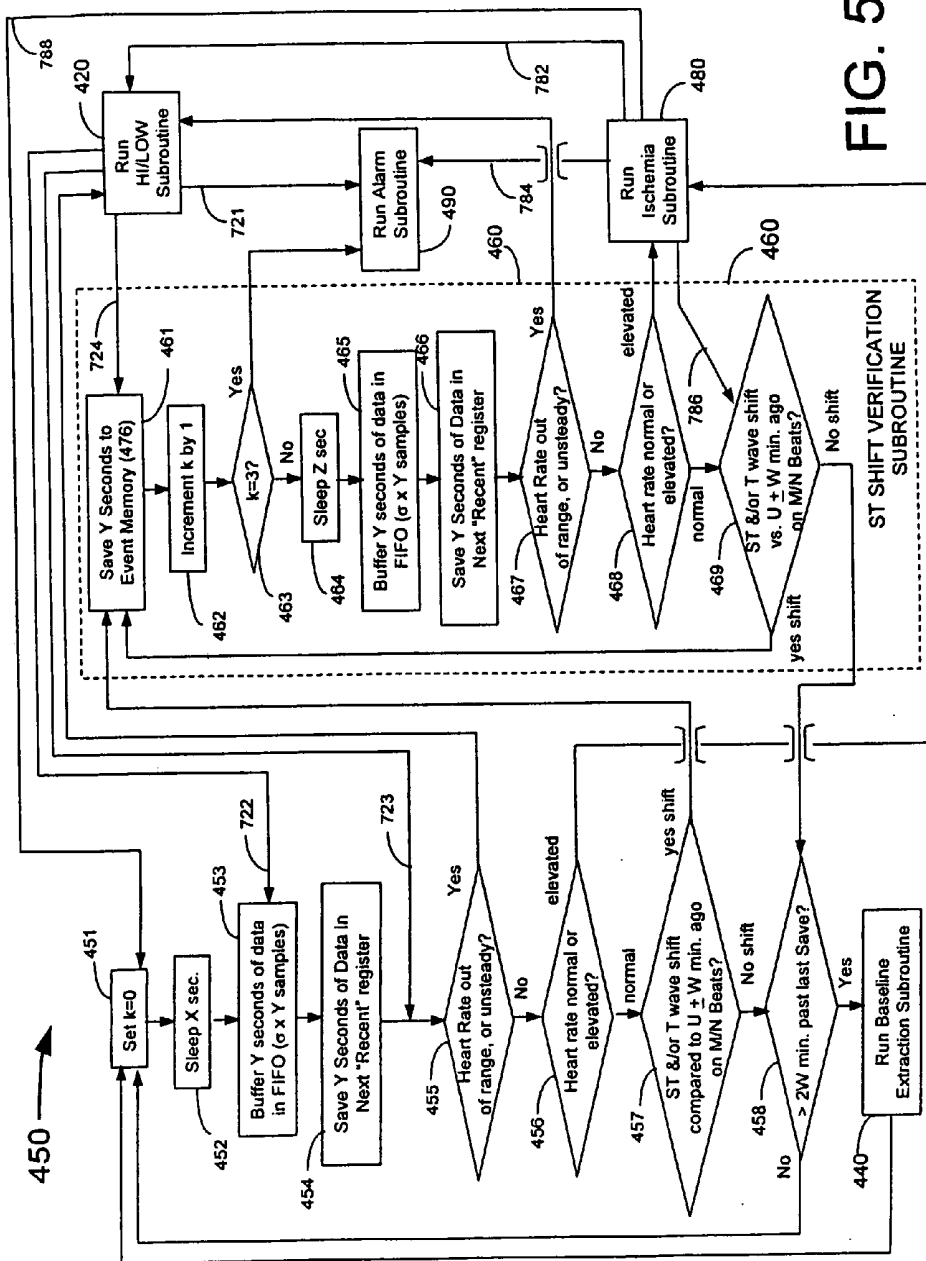 450
FIG. 5
788
420
Run
HI/LOW
Subroutine
782
480
Run
Ischemia
Subroutine
721
Run Alarm
Subroutine
490
784
460
460
724
Save Y Seconds to
Event Memory (476)
461
Increment k by 1
462
k=3?
Yes
463
No
Sleep Z sec
464
Buffer Y seconds of data in
FIFO (σ x Y samples)
465
Save Y Seconds of Data in
Next "Recent" register
466
Heart Rate out
of range, or unsteady?
467
Yes
No
Heart rate normal or
elevated?
468
elevated
normal
786
ST &/or T wave shift
vs. U ± W min. ago
on M/N Beats?
469
yes shift
No shift
ST SHIFT VERIFICATION
SUBROUTINE
451
Set k=0
Sleep X sec.
452
722
453
Buffer Y seconds of data
in FIFO (σ x Y samples)
Save Y Seconds of Data in
Next "Recent" register
454
723
Heart Rate out
of range, or unsteady?
455
Yes
No
Heart rate normal or
elevated?
456
elevated
normal
ST &/or T wave shift
compared to U ± W min. ago
on M/N Beats?
457
yes shift
No shift
> 2W min. past last Save?
458
No
Yes
Run Baseline
Extraction Subroutine
440